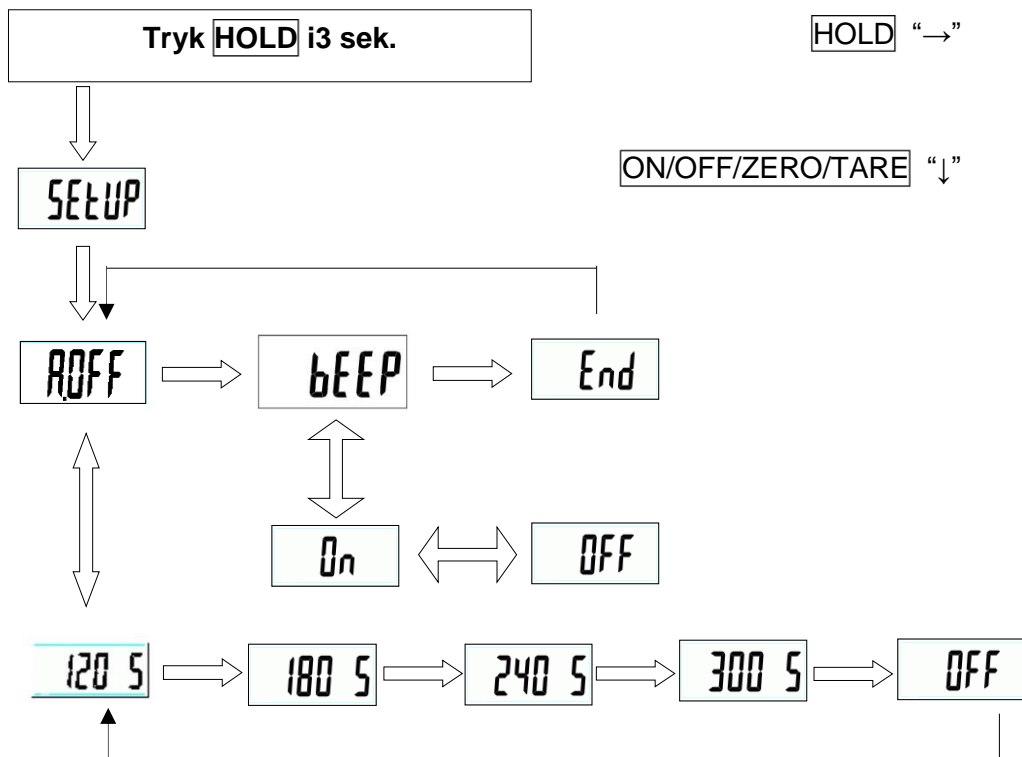 Tryk HOLD i3 sek.
HOLD “→”
ON/OFF/ZERO/TARE “↓”
SEtUP
A.OFF
bEEP
End
On
OFF
120 S
180 S
240 S
300 S
OFF